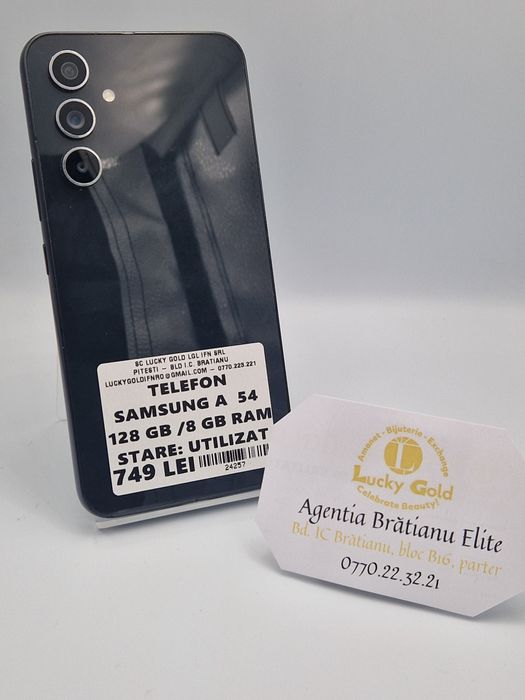 SC LUCKY GOLD LGL IFN SRL
PITESTI - BLD I.C. BRATIANU
LUCKYGOLDIFNRO@GMAIL.COM - 0770.223.221
TELEFON
SAMSUNG A 54
128 GB /8 GB RAM
STARE: UTILIZAT
749 LEI
24257
Amanet - Bijuterie - Exchange
L
Lucky Gold
Celebrate Beauty!
Agentia Brătianu Elite
Bd. IC Brătianu, bloc B16, parter
0770.22.32.21